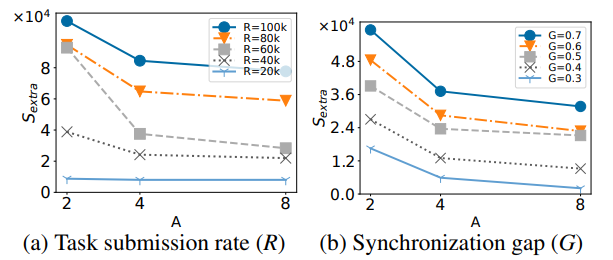 ×10⁴
S_extra
8
6
4
2
0
2
4
8
A
R=100k
R=80k
R=60k
R=40k
R=20k
(a) Task submission rate (R)
×10⁴
S_extra
4.8
3.6
2.4
1.2
0.0
2
4
8
A
G=0.7
G=0.6
G=0.5
G=0.4
G=0.3
(b) Synchronization gap (G)